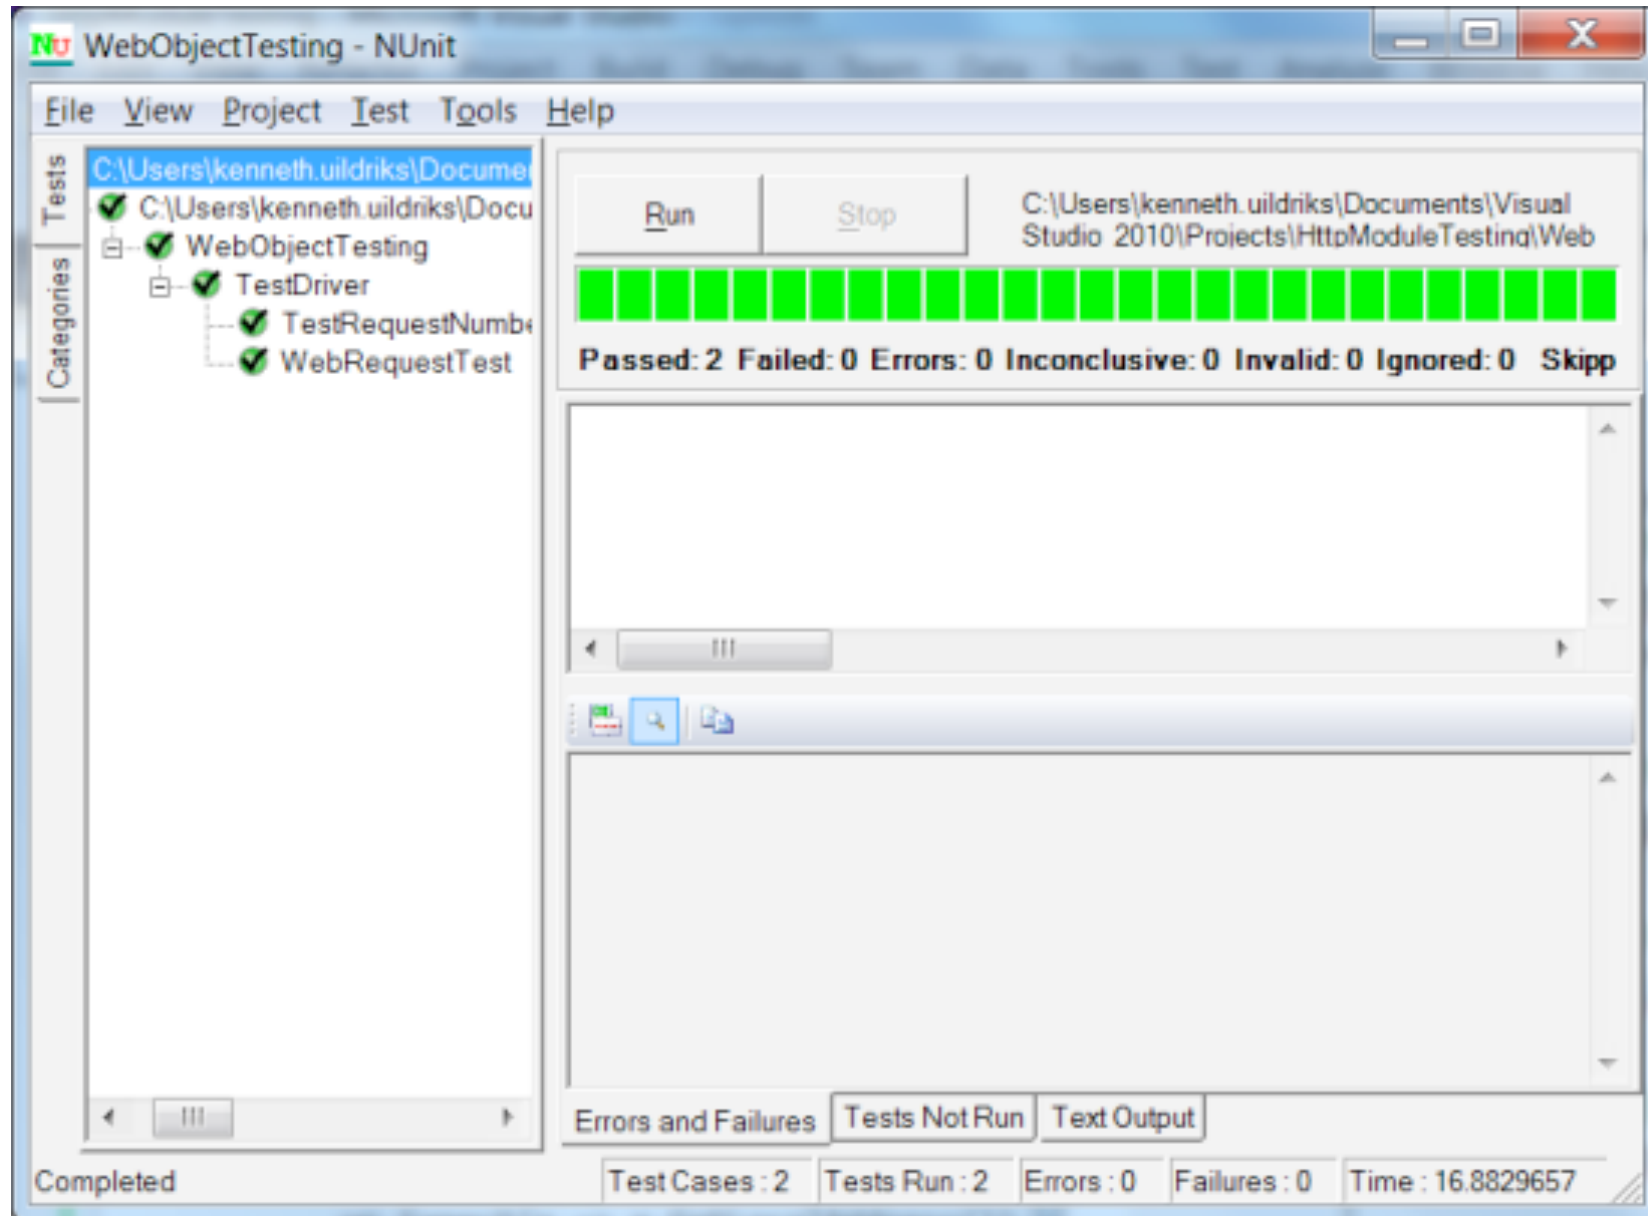 NU WebObjectTesting - NUnit
File View Project Test Tools Help
Tests
Categories
C:\Users\kenneth.uildriks\Documen
C:\Users\kenneth.uildriks\Docu
WebObjectTesting
TestDriver
TestRequestNumbe
WebRequestTest
Run Stop
C:\Users\kenneth.uildriks\Documents\Visual
Studio 2010\Projects\HttpModuleTesting\Web
Passed: 2 Failed: 0 Errors: 0 Inconclusive: 0 Invalid: 0 Ignored: 0 Skipp
Errors and Failures Tests Not Run Text Output
Completed Test Cases : 2 Tests Run : 2 Errors : 0 Failures : 0 Time : 16.8829657